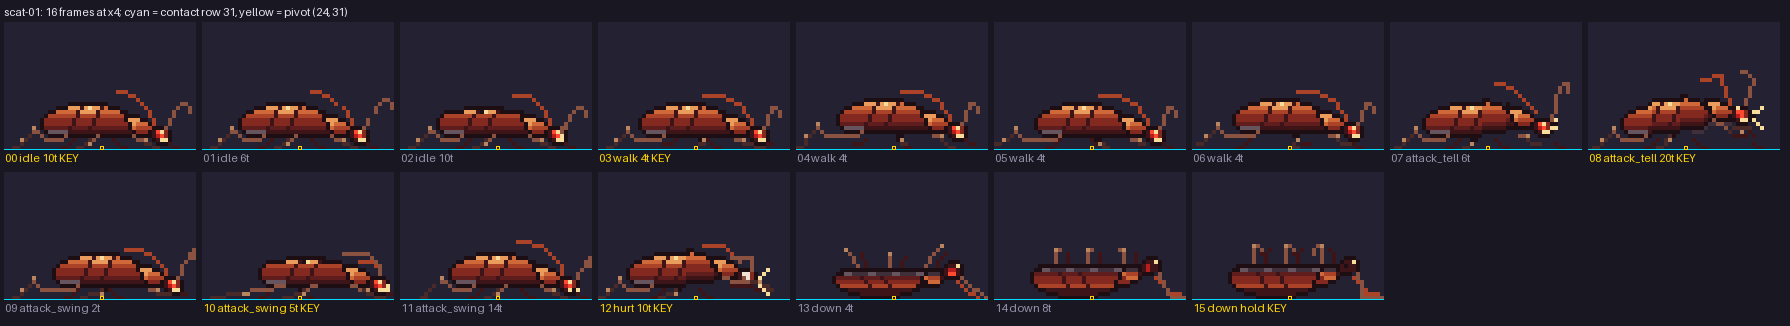 scat-01: 16 frames at x4; cyan = contact row 31, yellow = pivot (24, 31)
00 idle 10t KEY
01 idle 6t
02 idle 10t
03 walk 4t KEY
04 walk 4t
05 walk 4t
06 walk 4t
07 attack_tell 6t
08 attack_tell 20t KEY
09 attack_swing 2t
10 attack_swing 5t KEY
11 attack_swing 14t
12 hurt 10t KEY
13 down 4t
14 down 8t
15 down hold KEY